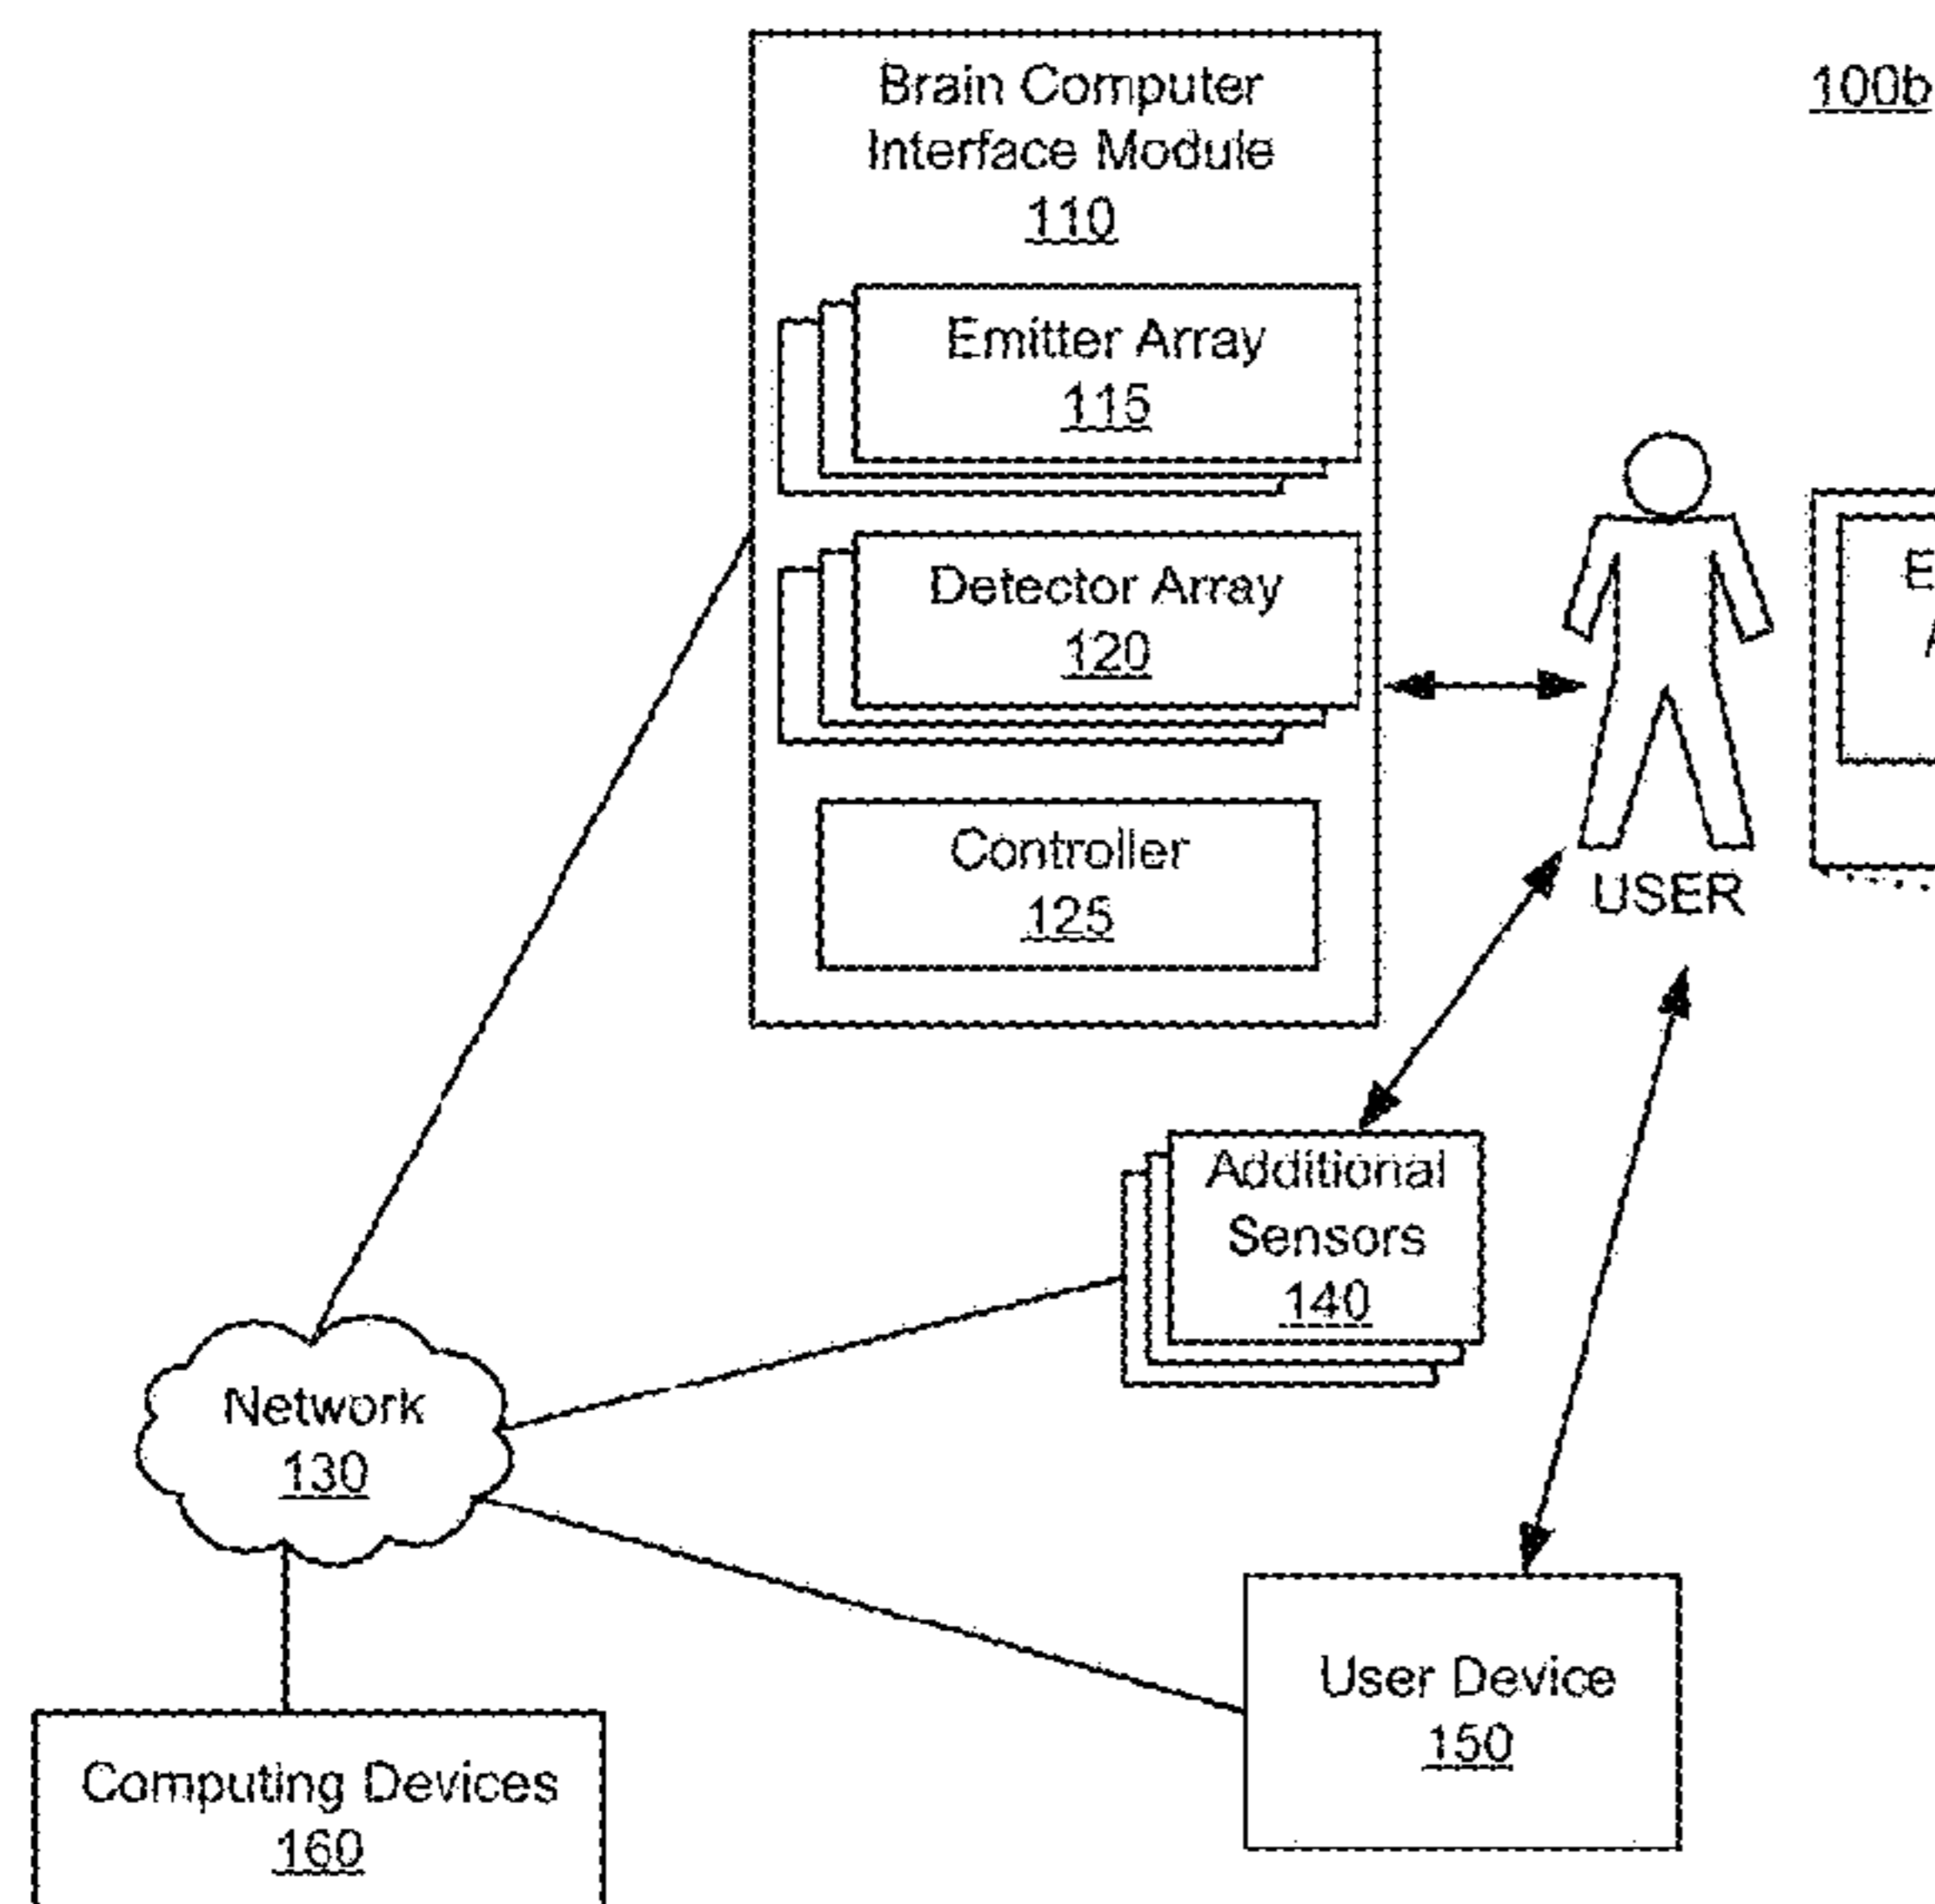 Brain Computer
Interface Module
110
100b
Emitter Array
115
Detector Array
120
Controller
125
USER
Additional
Sensors
140
Network
130
User Device
150
Computing Devices
160